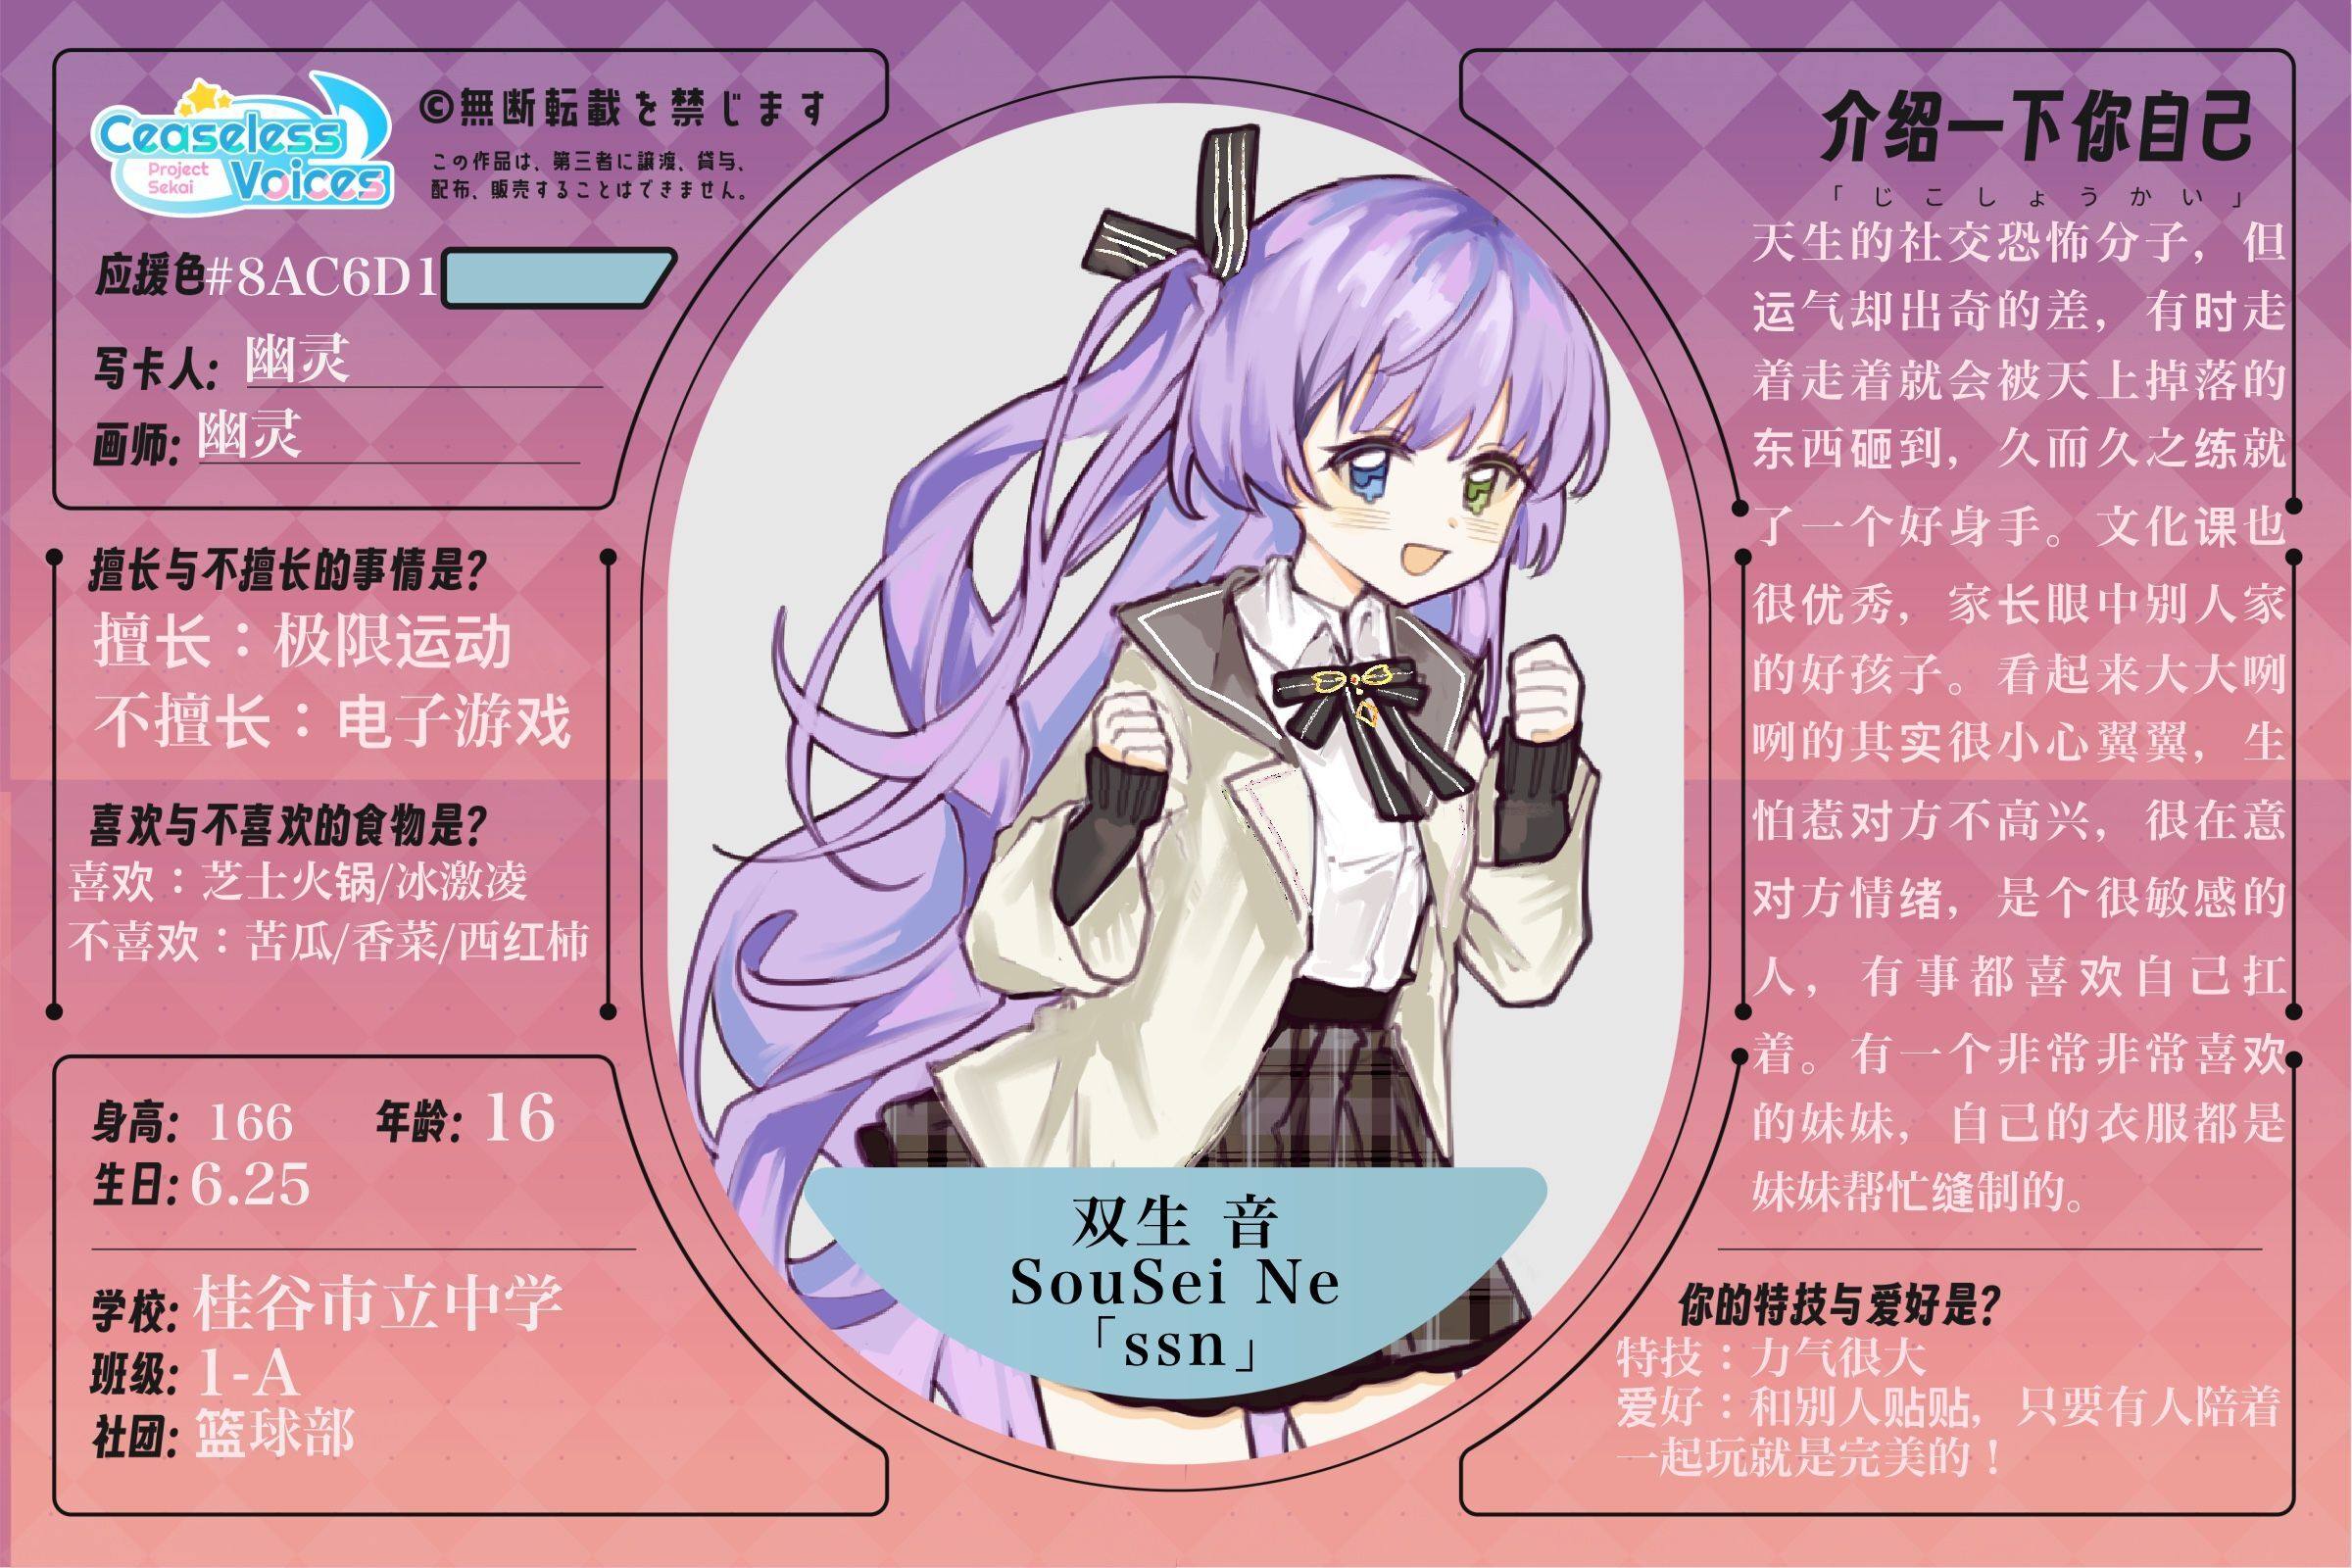 Ceaseless
Project
Sekai
Voices
©無断転載を禁じます
この作品は、第三者に譲渡、貸与、
配布、販売することはできません。
应援色#8AC6D1
写卡人: 幽灵
画师: 幽灵
擅长与不擅长的事情是?
擅长：极限运动
不擅长：电子游戏
喜欢与不喜欢的食物是?
喜欢：芝士火锅/冰激凌
不喜欢：苦瓜/香菜/西红柿
身高: 166 年龄: 16
生日: 6.25
学校: 桂谷市立中学
班级: 1-A
社团: 篮球部
双生 音
SouSei Ne
「ssn」
介绍一下你自己
「じこしょうかい」
天生的社交恐怖分子，但
运气却出奇的差，有时走
着走着就会被天上掉落的
东西砸到，久而久之练就
了一个好身手。文化课也
很优秀，家长眼中别人家
的好孩子。看起来大大咧
咧的其实很小心翼翼，生
怕惹对方不高兴，很在意
对方情绪，是个很敏感的
人，有事都喜欢自己扛
着。有一个非常非常喜欢
的妹妹，自己的衣服都是
妹妹帮忙缝制的。
你的特技与爱好是?
特技：力气很大
爱好：和别人贴贴，只要有人陪着
一起玩就是完美的！